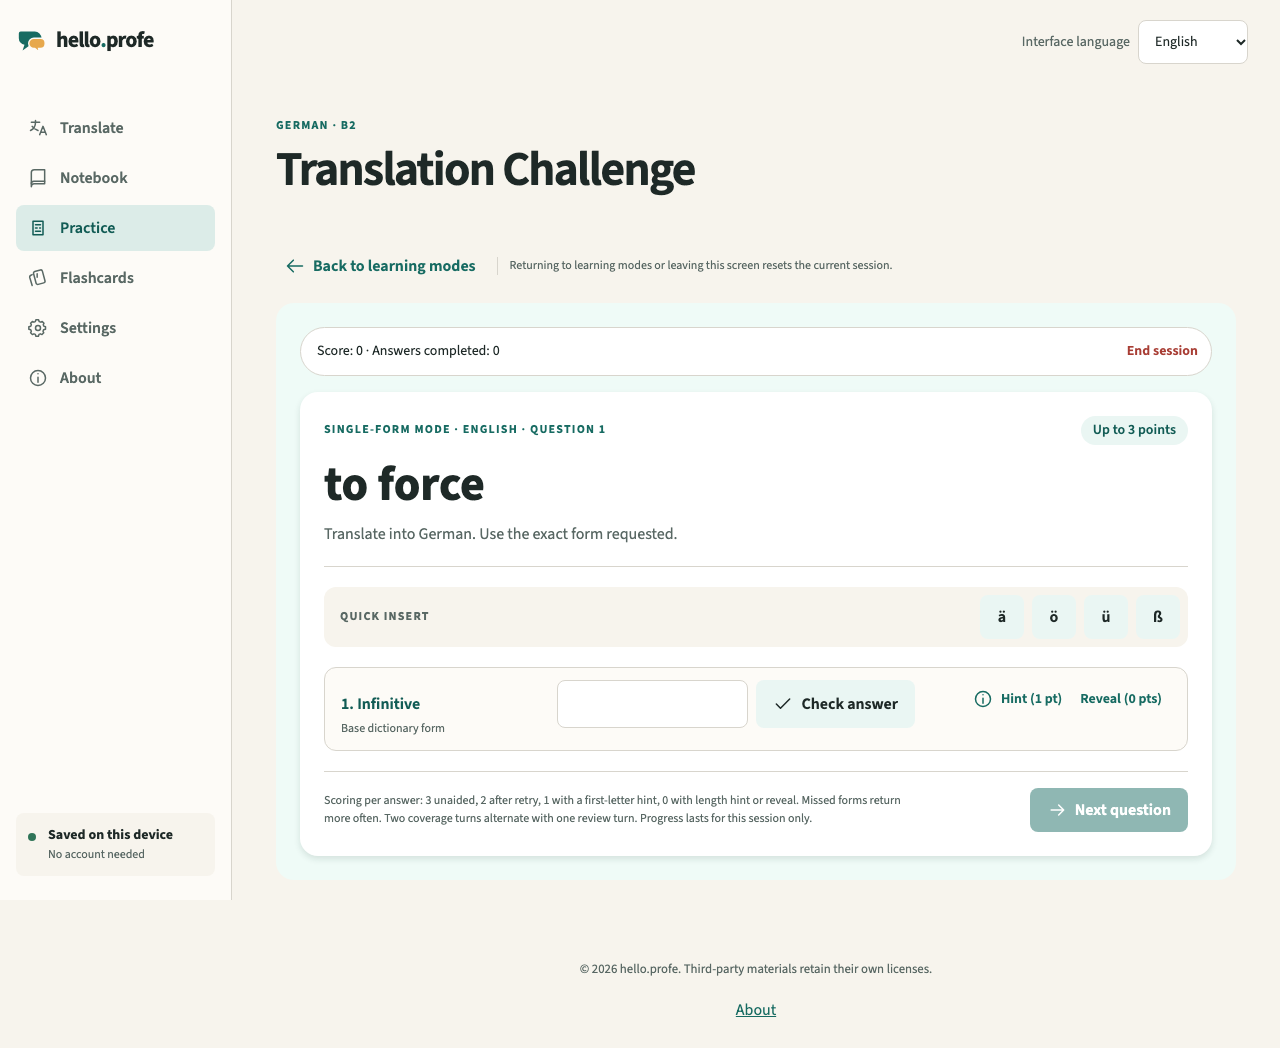 hello.profe
Interface language
English
Translate
Notebook
Practice
Flashcards
Settings
About
Saved on this device
No account needed
GERMAN · B2
Translation Challenge
Back to learning modes
Returning to learning modes or leaving this screen resets the current session.
Score: 0 · Answers completed: 0
End session
SINGLE-FORM MODE · ENGLISH · QUESTION 1
Up to 3 points
to force
Translate into German. Use the exact form requested.
QUICK INSERT
ä
ö
ü
ß
1. Infinitive
Base dictionary form
Check answer
Hint (1 pt)
Reveal (0 pts)
Scoring per answer: 3 unaided, 2 after retry, 1 with a first-letter hint, 0 with length hint or reveal. Missed forms return
more often. Two coverage turns alternate with one review turn. Progress lasts for this session only.
Next question
© 2026 hello.profe. Third-party materials retain their own licenses.
About